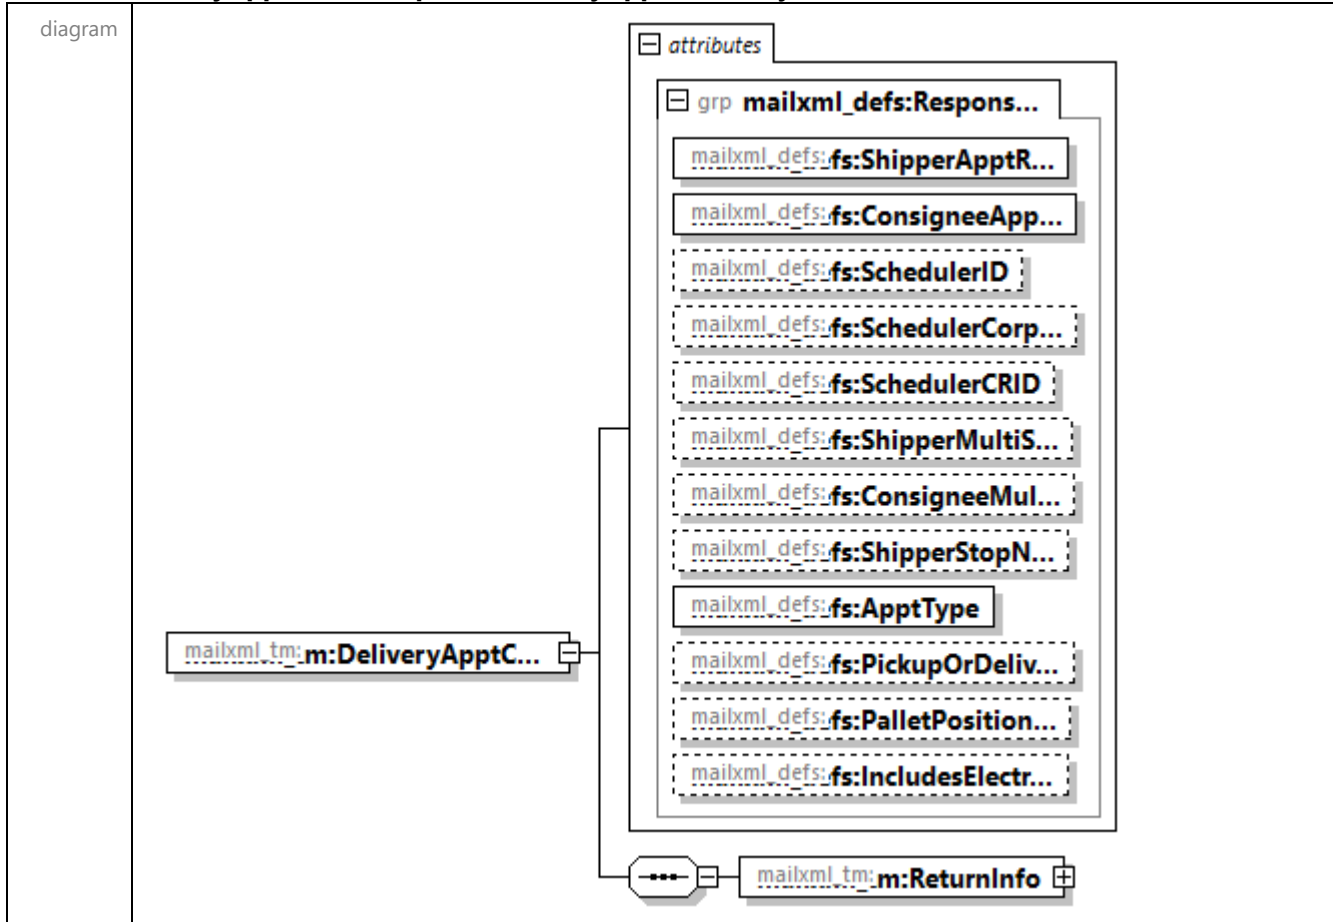 diagram
attributes
grp mailxml_defs:Respons...
mailxml_defs:fs:ShipperApptR...
mailxml_defs:fs:ConsigneeApp...
mailxml_defs:fs:SchedulerID
mailxml_defs:fs:SchedulerCorp...
mailxml_defs:fs:SchedulerCRID
mailxml_defs:fs:ShipperMultiS...
mailxml_defs:fs:ConsigneeMul...
mailxml_defs:fs:ShipperStopN...
mailxml_defs:fs:ApptType
mailxml_tm:m:DeliveryApptC...
mailxml_defs:fs:PickupOrDeliv...
mailxml_defs:fs:PalletPosition...
mailxml_defs:fs:IncludesElectr...
mailxml_tm:m:ReturnInfo